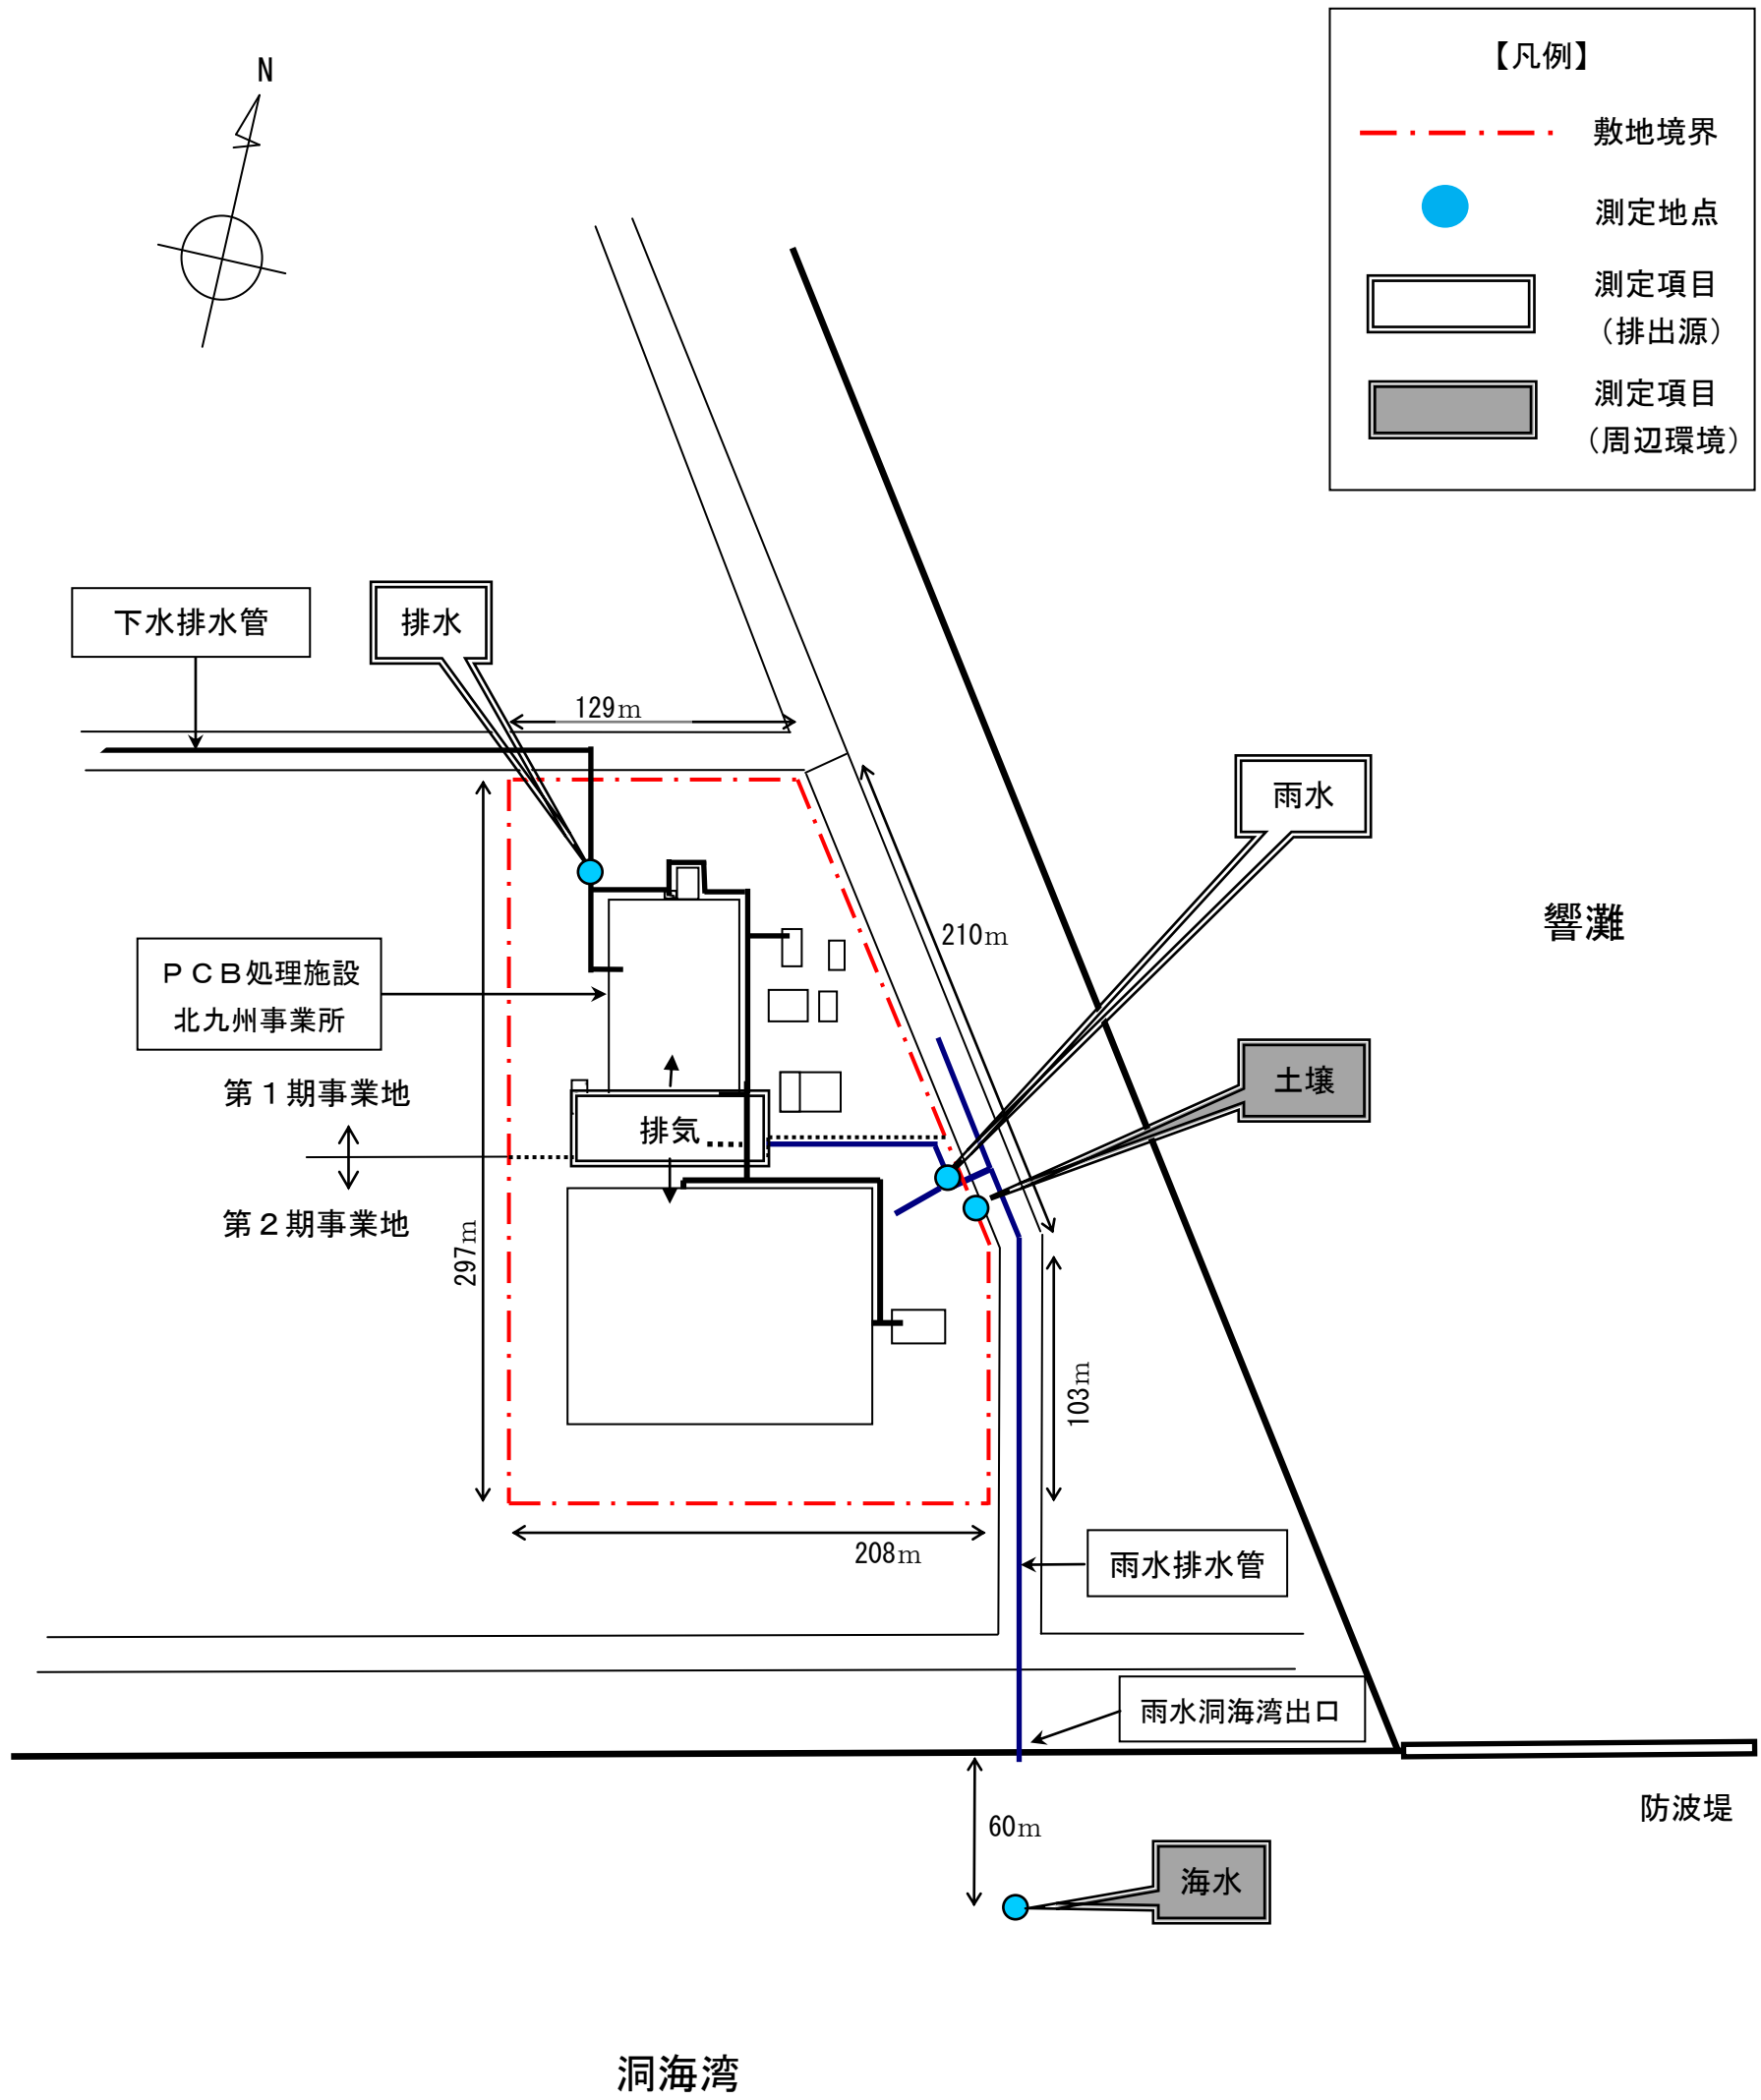 N
【凡例】
敷地境界
測定地点
測定項目
（排出源）
測定項目
（周辺環境）
下水排水管
排水
129m
雨水
210m
響灘
ＰＣＢ処理施設
北九州事業所
土壌
第１期事業地
排気
第２期事業地
297m
103m
208m
雨水排水管
雨水洞海湾出口
防波堤
60m
海水
洞海湾